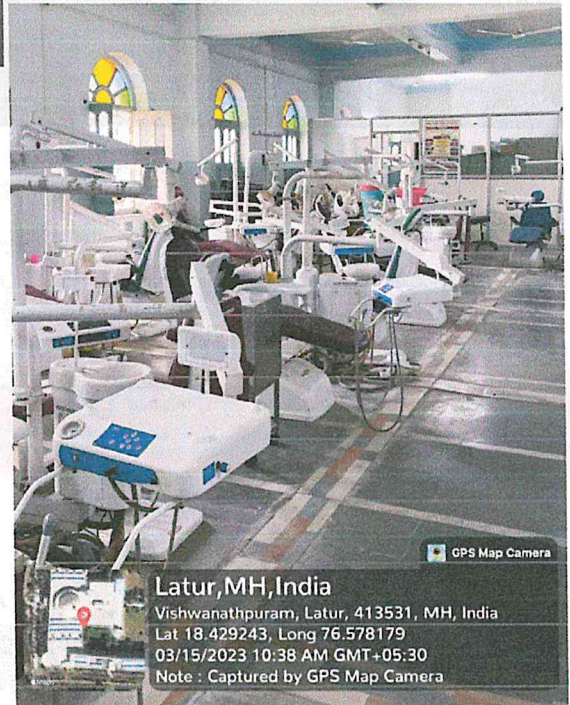 GPS Map Camera
Latur,MH,India
Vishwanathpuram, Latur, 413531, MH, India
Lat 18.429243, Long 76.578179
03/15/2023 10:38 AM GMT+05:30
Note : Captured by GPS Map Camera